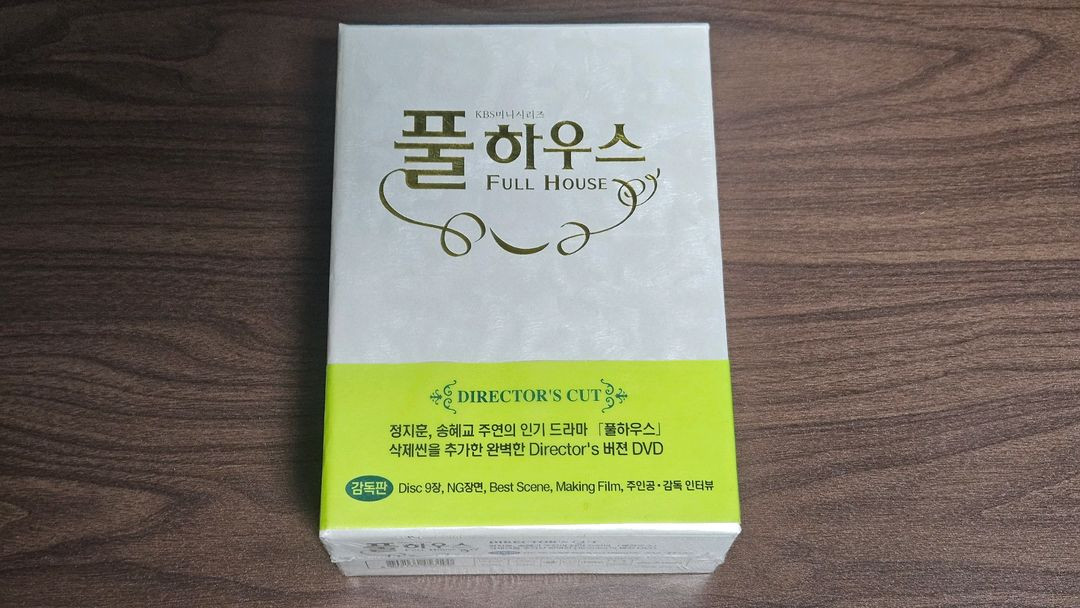 KBS미니시리즈
풀하우스
FULL HOUSE
DIRECTOR'S CUT
정지훈, 송혜교 주연의 인기 드라마 「풀하우스」
삭제씬을 추가한 완벽한 Director's 버젼 DVD
감독판 Disc 9장, NG장면, Best Scene, Making Film, 주인공·감독 인터뷰
풀하우스
DIRECTOR'S CUT